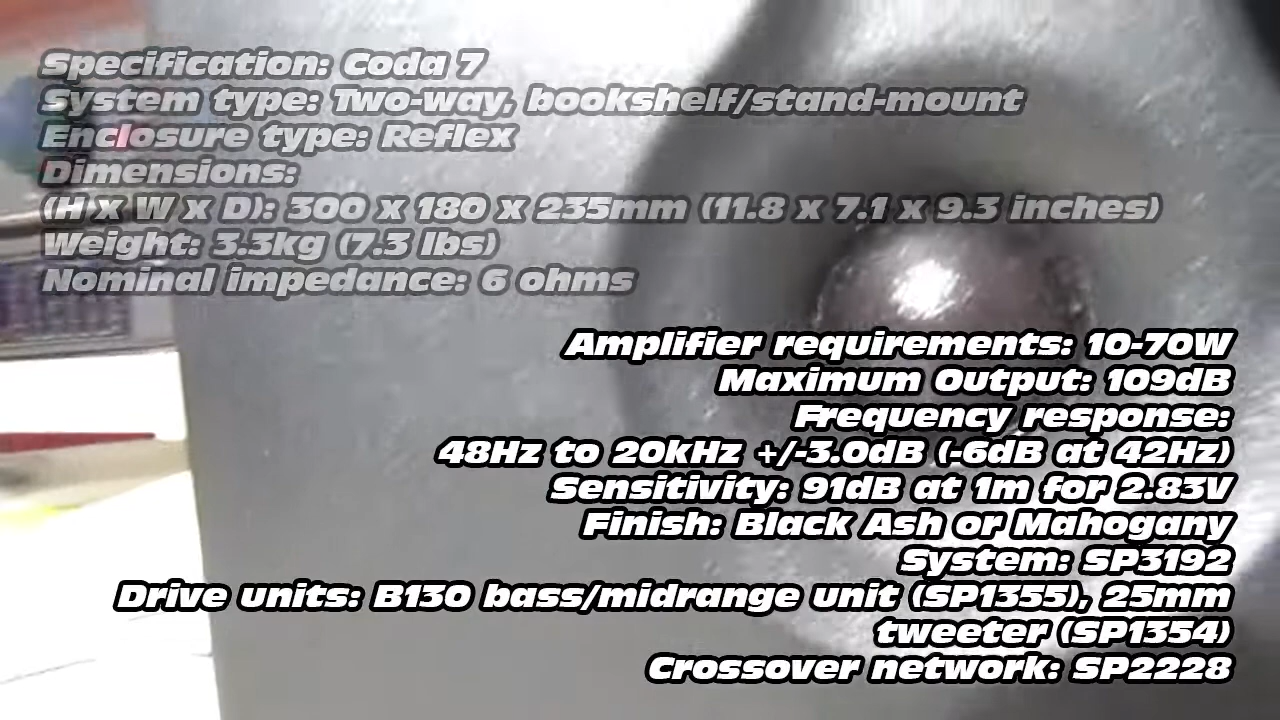 Specification: Coda 7
System type: Two-way, bookshelf/stand-mount
Enclosure type: Reflex
Dimensions:
(H x W x D): 300 x 180 x 235mm (11.8 x 7.1 x 9.3 inches)
Weight: 3.3kg (7.3 lbs)
Nominal impedance: 6 ohms
Amplifier requirements: 10-70W
Maximum Output: 109dB
Frequency response:
48Hz to 20kHz +/-3.0dB (-6dB at 42Hz)
Sensitivity: 91dB at 1m for 2.83V
Finish: Black Ash or Mahogany
System: SP3192
Drive units: B130 bass/midrange unit (SP1355), 25mm
tweeter (SP1354)
Crossover network: SP2228